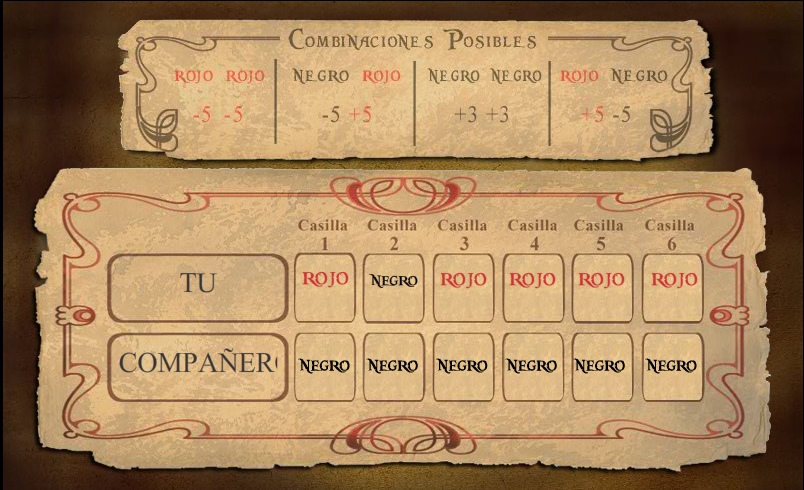 Combinaciones Posibles
ROJO ROJO NEGRO ROJO NEGRO NEGRO ROJO NEGRO
-5 -5 -5 +5 +3 +3 +5 -5
Casilla Casilla Casilla Casilla Casilla Casilla
1 2 3 4 5 6
TU ROJO NEGRO ROJO ROJO ROJO ROJO
COMPAÑERO NEGRO NEGRO NEGRO NEGRO NEGRO NEGRO